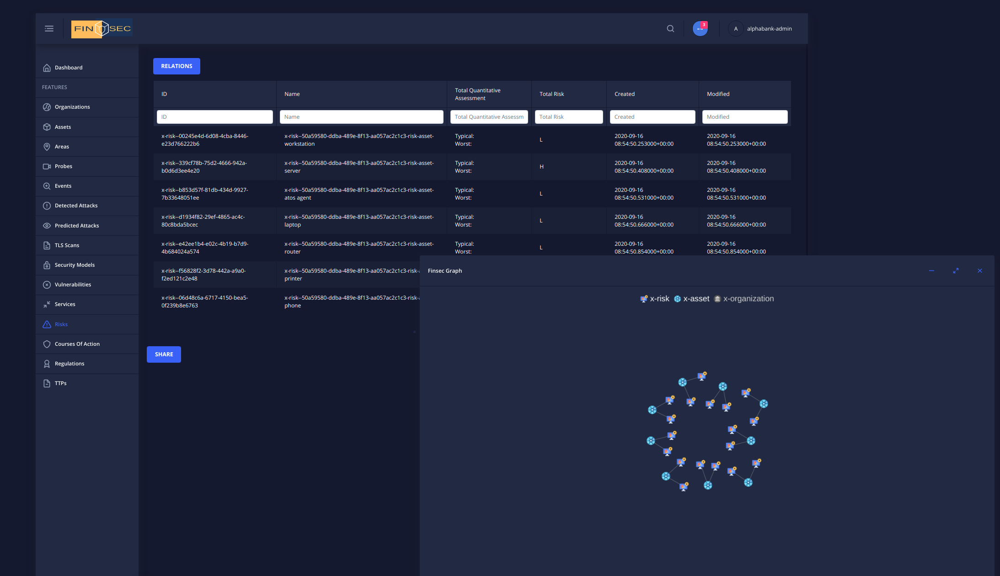 FINSEC
3
A
alphabank-admin
Dashboard
FEATURES
Organizations
Assets
Areas
Probes
Events
Detected Attacks
Predicted Attacks
TLS Scans
Security Models
Vulnerabilities
Services
Risks
Courses Of Action
Regulations
TTPs
RELATIONS
ID
Name
Total Quantitative
Assessment
Total Risk
Created
Modified
ID
Name
Total Quantitative Assessm
Total Risk
Created
Modified
x-risk--00245e4d-6d08-4cba-8446-
e23d766222b6
x-risk--50a59580-ddba-489e-8f13-aa057ac2c1c3-risk-asset-
workstation
Typical:
Worst:
L
2020-09-16
08:54:50.253000+00:00
2020-09-16
08:54:50.253000+00:00
x-risk--339cf78b-75d2-4666-942a-
b0d6d3ee4e20
x-risk--50a59580-ddba-489e-8f13-aa057ac2c1c3-risk-asset-
server
Typical:
Worst:
H
2020-09-16
08:54:50.408000+00:00
2020-09-16
08:54:50.408000+00:00
x-risk--b853d57f-81db-434d-9927-
7b33648051ee
x-risk--50a59580-ddba-489e-8f13-aa057ac2c1c3-risk-asset-
atos agent
Typical:
Worst:
L
2020-09-16
08:54:50.531000+00:00
2020-09-16
08:54:50.531000+00:00
x-risk--d1934f82-29ef-4865-ac4c-
80c8bda5bcec
x-risk--50a59580-ddba-489e-8f13-aa057ac2c1c3-risk-asset-
laptop
Typical:
Worst:
L
2020-09-16
08:54:50.666000+00:00
2020-09-16
08:54:50.666000+00:00
x-risk--e42ee1b4-e02c-4b19-b7d9-
4b684024a574
x-risk--50a59580-ddba-489e-8f13-aa057ac2c1c3-risk-asset-
router
Typical:
Worst:
L
2020-09-16
08:54:50.854000+00:00
2020-09-16
08:54:50.854000+00:00
x-risk--f56828f2-3d78-442a-a9a0-
f2ed121c2e48
x-risk--50a59580-ddba-489e-8f13-aa057ac2c1c3-risk-
printer
x-risk--06d48c6a-6717-4150-bea5-
0f239b8e6763
x-risk--50a59580-ddba-489e-8f13-aa057ac2c1c3-risk-
phone
SHARE
Finsec Graph
x-risk x-asset x-organization